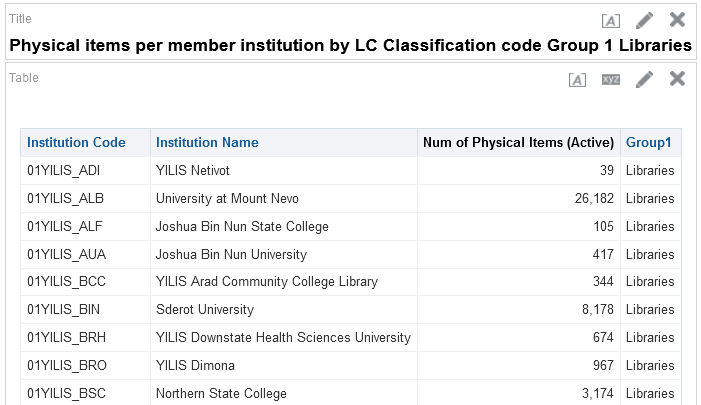 Title
Physical items per member institution by LC Classification code Group 1 Libraries
Table
A
A xyz
Institution Code Institution Name Num of Physical Items (Active) Group1
01YILIS_ADI YILIS Netivot 39 Libraries
01YILIS_ALB University at Mount Nevo 26,182 Libraries
01YILIS_ALF Joshua Bin Nun State College 105 Libraries
01YILIS_AUA Joshua Bin Nun University 417 Libraries
01YILIS_BCC YILIS Arad Community College Library 344 Libraries
01YILIS_BIN Sderot University 8,178 Libraries
01YILIS_BRH YILIS Downstate Health Sciences University 674 Libraries
01YILIS_BRO YILIS Dimona 967 Libraries
01YILIS_BSC Northern State College 3,174 Libraries